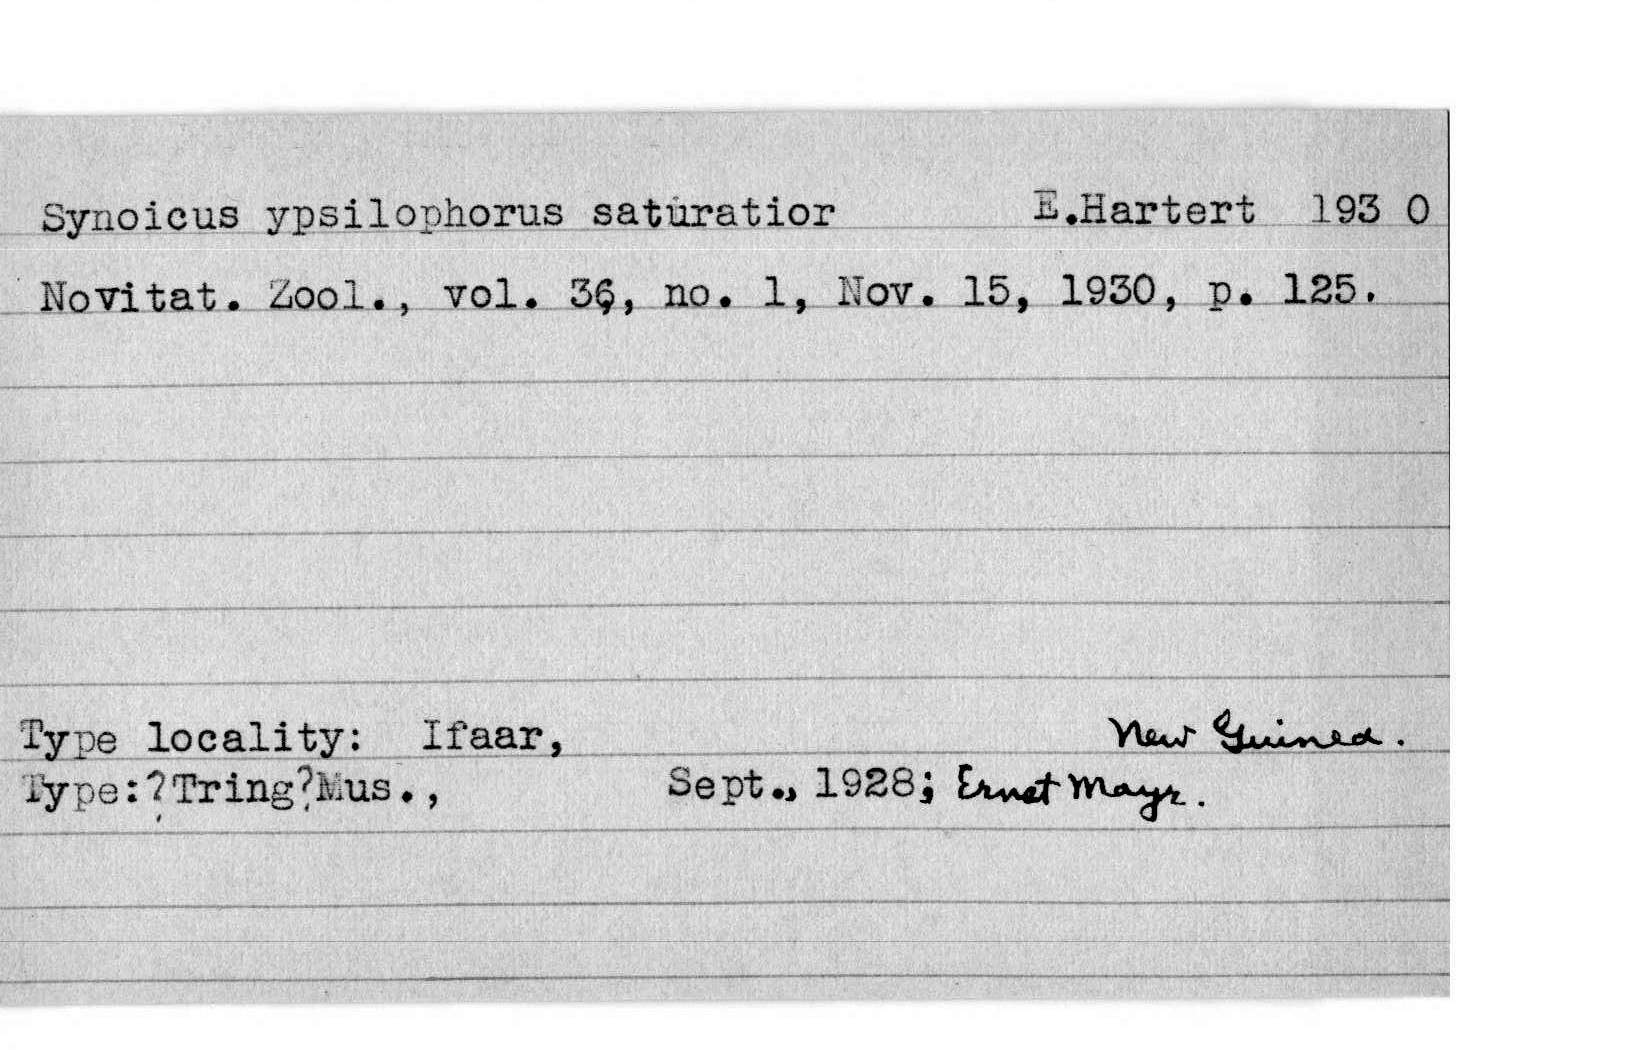 Synoicus ypsilophorus saturatior E.Hartert 193 0
Novitat. Zool., vol. 36, no. 1, Nov. 15, 1930, p. 125.
Type locality: Ifaar, New Guinea.
Type:?Tring?Mus., Sept., 1928; Ernst Mayr.